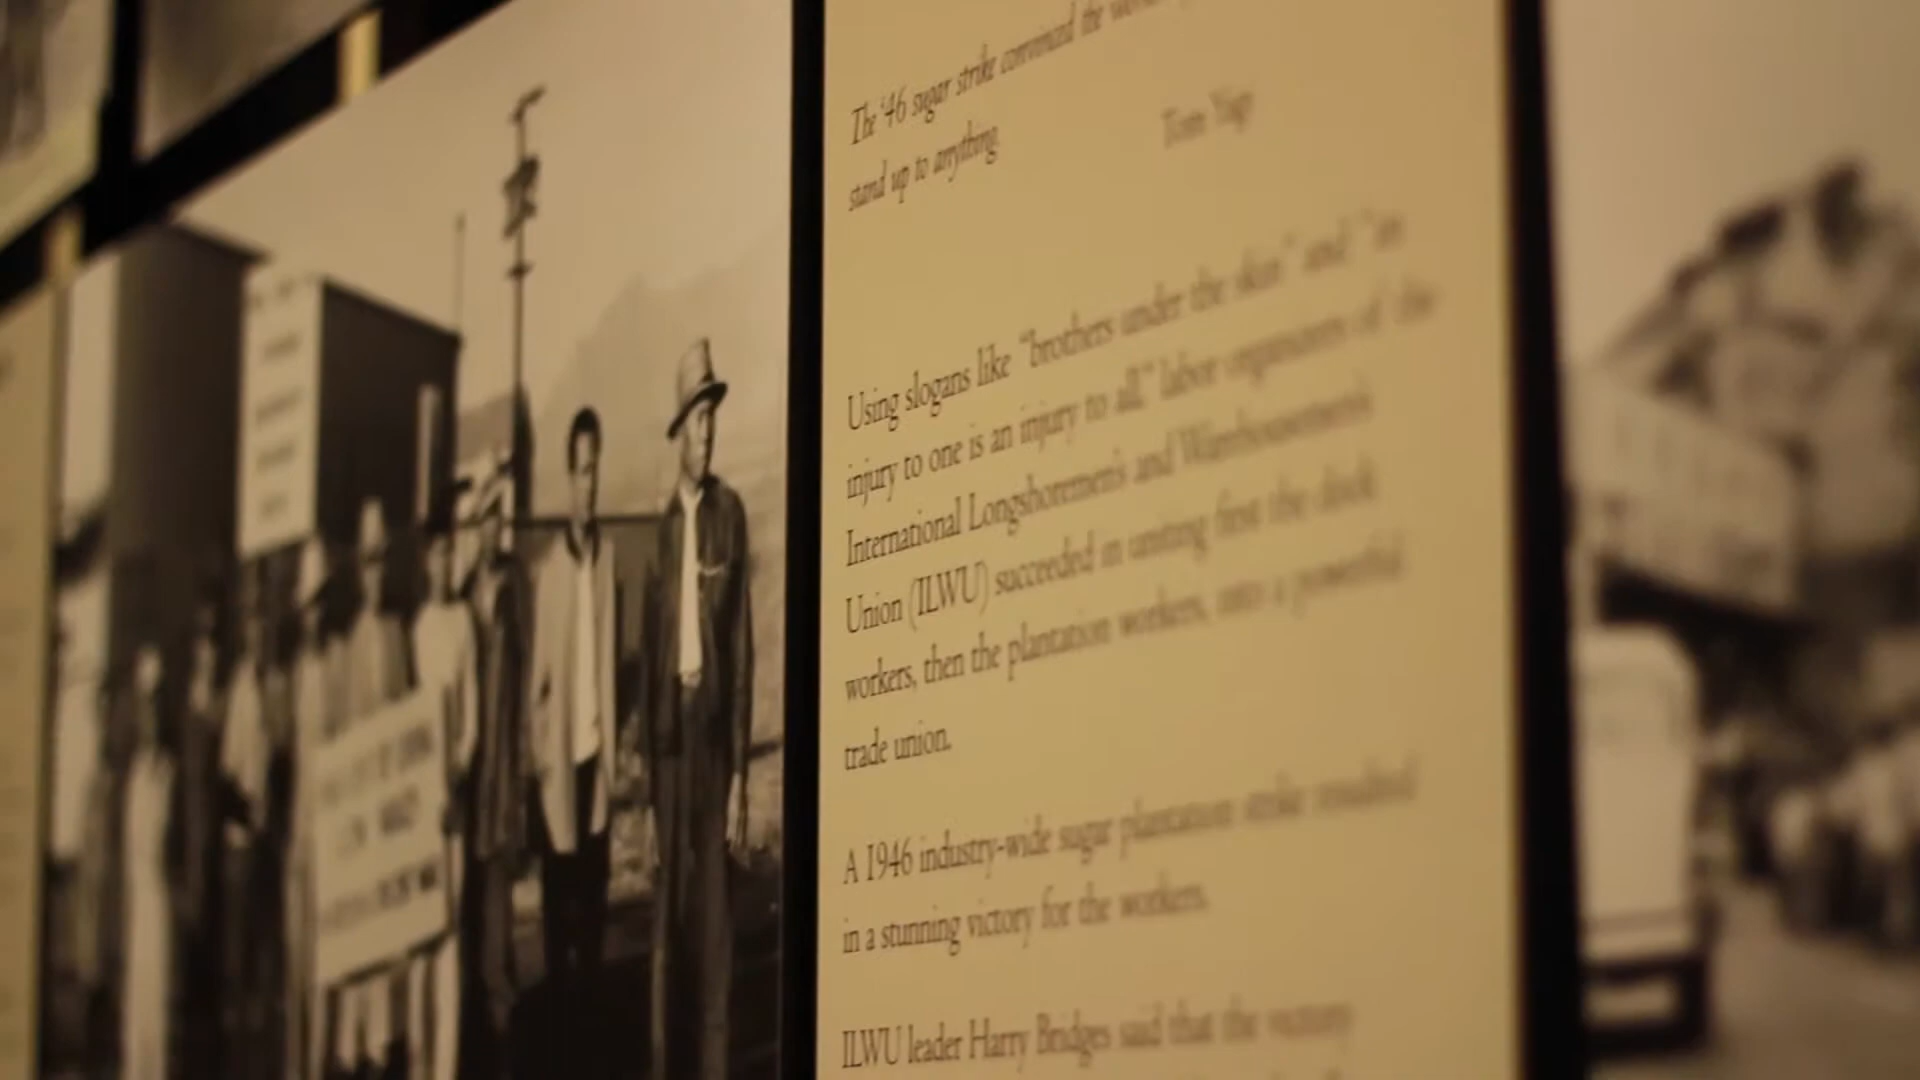 The '46 sugar strike convinced the
stand up to anything.
Tom Yagi
Using slogans like "brothers under the skin" and "an
injury to one is an injury to all," labor organizers of the
International Longshoremen's and Warehousemen's
Union (ILWU) succeeded in uniting first the dock
workers, then the plantation workers, into a powerful
trade union.
A 1946 industry-wide sugar plantation strike resulted
in a stunning victory for the workers.
ILWU leader Harry Bridges said that the victory